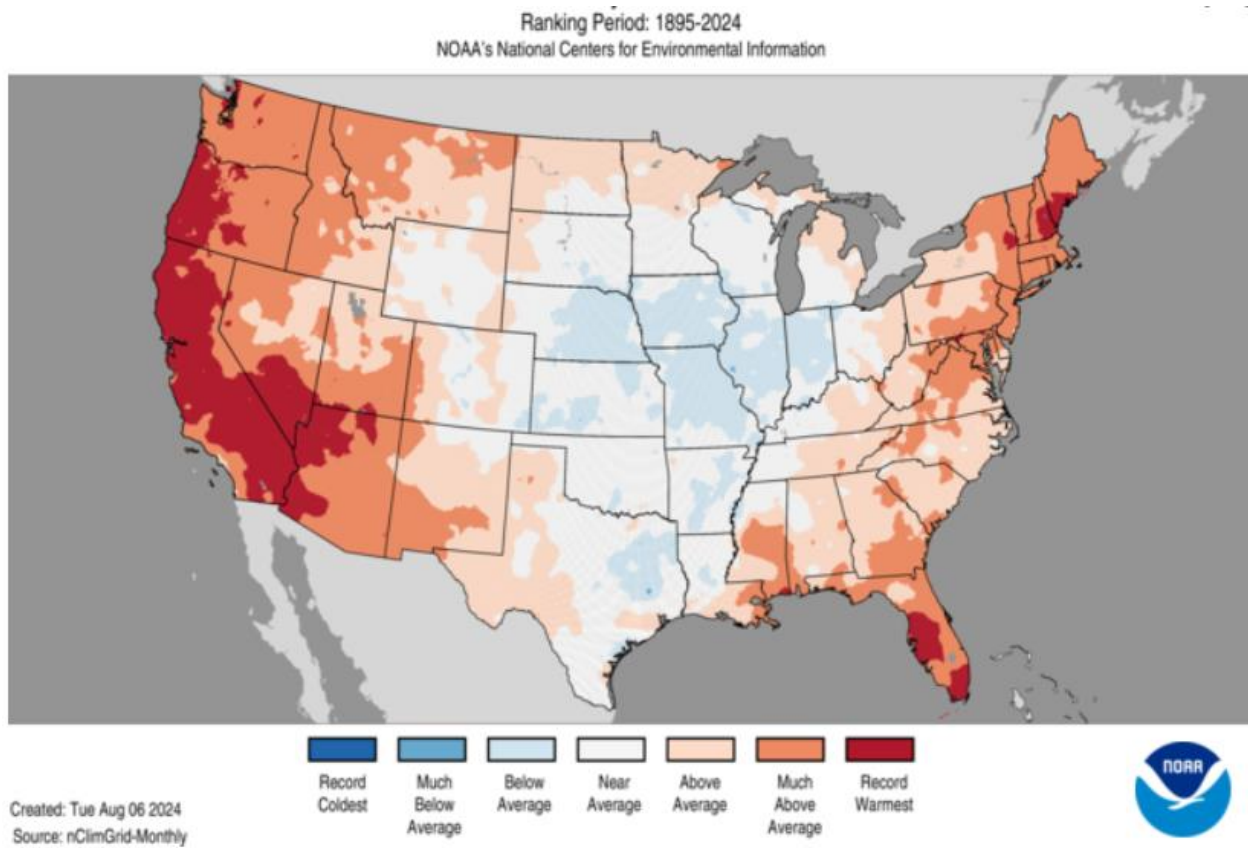 Ranking Period: 1895-2024
NOAA's National Centers for Environmental Information
Record
Coldest
Much
Below
Average
Below
Average
Near
Average
Above
Average
Much
Above
Average
Record
Warmest
NOAA
Created: Tue Aug 06 2024
Source: nClimGrid-Monthly